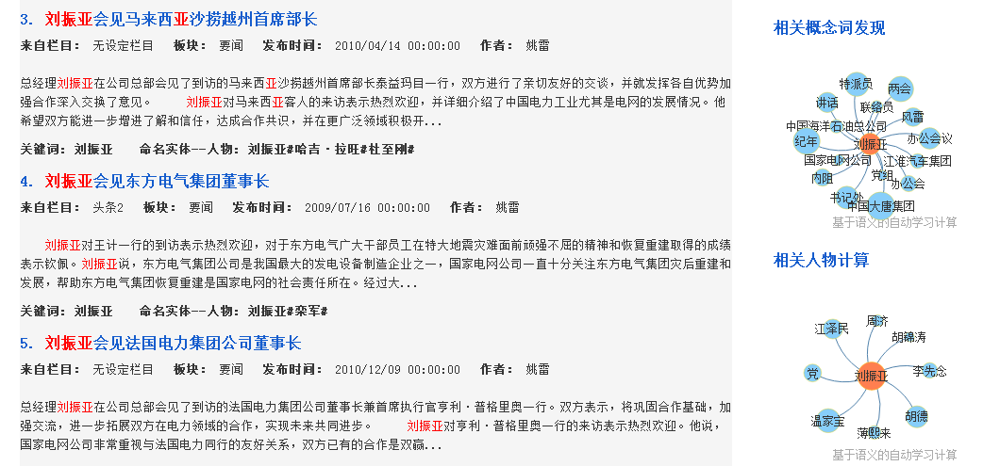 3. 刘振亚会见马来西亚沙捞越州首席部长
来自栏目： 无设定栏目 板块： 要闻 发布时间： 2010/04/14 00:00:00 作者： 姚雷
总经理刘振亚在公司总部会见了到访的马来西亚沙捞越州首席部长泰益玛目一行，双方进行了亲切友好的交谈，并就发挥各自优势加
强合作深入交换了意见。 刘振亚对马来西亚客人的来访表示热烈欢迎，并详细介绍了中国电力工业尤其是电网的发展情况。他
希望双方能进一步增进了解和信任，达成合作共识，并在更广泛领域积极开...
关键词：刘振亚 命名实体--人物：刘振亚#哈吉·拉旺#杜至刚#
4. 刘振亚会见东方电气集团董事长
来自栏目： 头条2 板块： 要闻 发布时间： 2009/07/16 00:00:00 作者： 姚雷
刘振亚对王计一行的到访表示热烈欢迎，对于东方电气广大干部员工在特大地震灾难面前顽强不屈的精神和恢复重建取得的成绩
表示钦佩。刘振亚说，东方电气集团公司是我国最大的发电设备制造企业之一，国家电网公司一直十分关注东方电气集团灾后重建和
发展，帮助东方电气集团恢复重建是国家电网的社会责任所在。经过大...
关键词：刘振亚 命名实体--人物：刘振亚#栾军#
5. 刘振亚会见法国电力集团公司董事长
来自栏目： 无设定栏目 板块： 要闻 发布时间： 2010/12/09 00:00:00 作者： 姚雷
总经理刘振亚在公司总部会见了到访的法国电力集团公司董事长兼首席执行官亨利·普格里奥一行。双方表示，将巩固合作基础，加
强交流，进一步拓展双方在电力领域的合作，实现未来共同进步。 刘振亚对亨利·普格里奥一行的来访表示热烈欢迎。他说，
国家电网公司非常重视与法国电力同行的友好关系，双方已有的合作是双赢...
相关概念词发现
特派员
两会
讲话
联络员
风雷
中国海洋石油总公司
办公会议
纪年
刘振亚
国家电网公司
江淮汽车集团
内阻
党组
办公会
书记处
中国大唐集团
基于语义的自动学习计算
相关人物计算
周济
江泽民
胡锦涛
李先念
党
刘振亚
胡德
温家宝
薄熙来
基于语义的自动学习计算